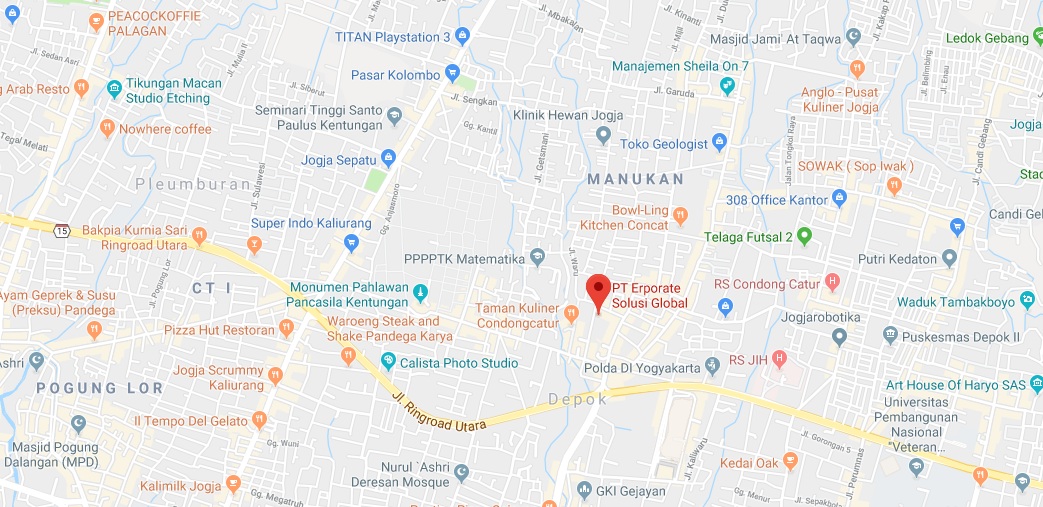 PEACOCKOFFIE
PALAGAN
TITAN Playstation 3
Jl. Mbakalan
Jl. Kinanti
Jl. Miji
Masjid Jami' At Taqwa
Ledok Gebang
Jl. Sedan Asri
Jl. Mulia II
Pasar Kolombo
Manajemen Sheila On 7
Jl. Belimbing
Jl. Enau
g Arab Resto
Tikungan Macan
Studio Etching
Jl. Siberut
Jl. Sengkan
Jl. Garuda
Anglo - Pusat
Kuliner Jogja
Seminari Tinggi Santo
Paulus Kentungan
Klinik Hewan Jogja
Nowhere coffee
Gg. Kantil
Tegal Melati
Jl. Getsmani
Toko Geologist
Jalan Tongkol Raya
Jl. Candi Gebang
Jogja
Jogja Sepatu
SOWAK ( Sop Iwak )
Stad
Pleumburan
Jl. Sulawesi
MANUKAN
Gg. Anjasmoro
308 Office Kantor
Bowl-Ling
Kitchen Concat
Candi Gel
15
Bakpia Kurnia Sari
Ringroad Utara
Super Indo Kaliurang
Telaga Futsal 2
PPPPTK Matematika
Jl. Waru
Putri Kedaton
Jl. Pogung Lor
CT I
Monumen Pahlawan
Pancasila Kentungan
PT Erporate
Solusi Global
RS Condong Catur
Ayam Geprek & Susu
(Preksu) Pandega
Taman Kuliner
Condongcatur
Waduk Tambakboyo
Pizza Hut Restoran
Waroeng Steak and
Shake Pandega Karya
Jogjarobotika
Puskesmas Depok II
Ashri
Calista Photo Studio
Polda DI Yogyakarta
RS JIH
Jogja Scrummy
Kaliurang
POGUNG LOR
Jl. Ringroad Utara
Depok
Art House Of Haryo SAS
Universitas
Pembangunan
Nasional
"Veteran...
Il Tempo Del Gelato
Masjid Pogung
Dalangan (MPD)
Gg. Wuni
Jl. Kaliwaru
Jl. Gorongan 5
Nurul `Ashri
Deresan Mosque
Kedai Oak
Jl. Perumnas
Kalimilk Jogja
Gg. Megatruh
GKI Gejayan
Gg. Menur
Jl. Sepakbola